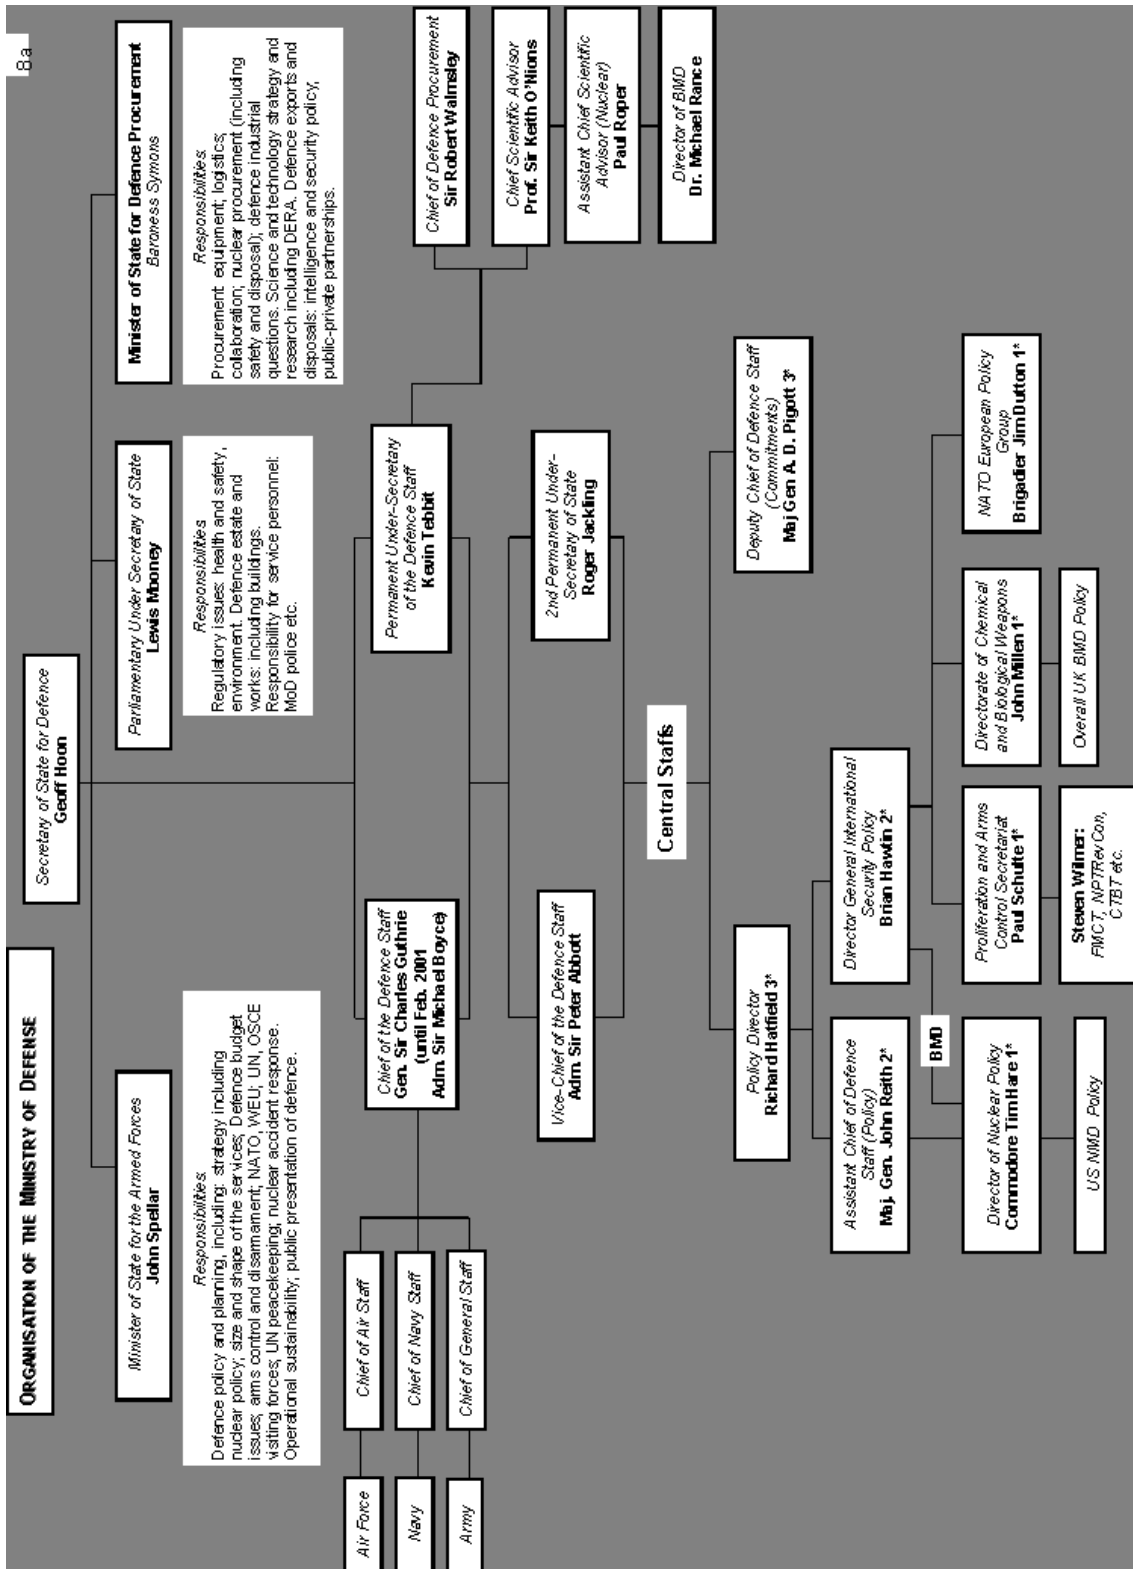 8a
ORGANISATION OF THE MINISTRY OF DEFENSE
Secretary of State for Defence
Geoff Hoon
Minister of State for the Armed Forces
John Spellar
Responsibilities:
Defence policy and planning, including: strategy including
nuclear policy; size and shape of the services; Defence budget
issues; arms control and disarmament; NATO, WEU; UN, OSCE
visiting forces; UN peacekeeping; nuclear accident response.
Operational sustainability; public presentation of defence.
Parliamentary Under Secretary of State
Lewis Mooney
Responsibilities
Regulatory issues: health and safety,
environment. Defence estate and
works: including buildings.
Responsibility for service personnel:
MoD police etc.
Minister of State for Defence Procurement
Baroness Symons
Responsibilities:
Procurement: equipment; logistics;
collaboration; nuclear procurement (including
safety and disposal); defence industrial
questions. Science and technology strategy and
research including DERA. Defence exports and
disposals: intelligence and security policy;
public-private partnerships.
Air Force
Chief of Air Staff
Navy
Chief of Navy Staff
Army
Chief of General Staff
Chief of the Defence Staff
Gen. Sir Charles Guthrie
(until Feb. 2001
Adm. Sir Michael Boyce)
Permanent Under-Secretary
of the Defence Staff
Kevin Tebbit
Chief of Defence Procurement
Sir Robert Walmsley
Chief Scientific Advisor
Prof. Sir Keith O'Nions
Assistant Chief Scientific
Advisor (Nuclear)
Paul Roper
Director of BMD
Dr. Michael Rance
Vice-Chief of the Defence Staff
Adm. Sir Peter Abbott
2nd Permanent Under-
Secretary of State
Roger Jackling
Central Staffs
Policy Director
Richard Hatfield 3*
Deputy Chief of Defence Staff
(Commitments)
Maj Gen A. D. Pigott 3*
Assistant Chief of Defence
Staff (Policy)
Maj. Gen. John Reith 2*
Director General International
Security Policy
Brian Hawtin 2*
BMD
Director of Nuclear Policy
Commodore Tim Hare 1*
Proliferation and Arms
Control Secretariat
Paul Schulte 1*
Directorate of Chemical
and Biological Weapons
John Millen 1*
NATO European Policy
Group
Brigadier Jim Dutton 1*
US NMD Policy
Steven Wilmer:
FMCT, NPTRevCon,
CTBT etc.
Overall UK BMD Policy